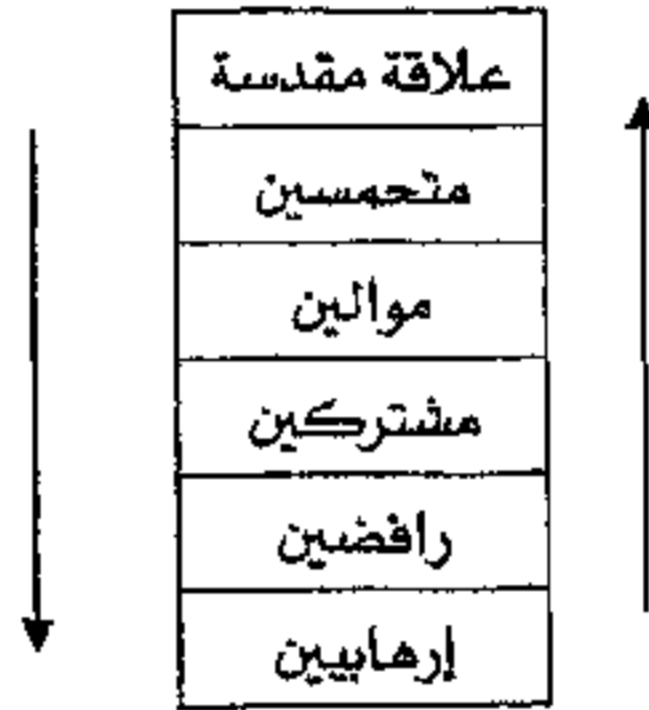 علاقة مقدسة
متحمسين
موالين
مشتركين
رافضين
إرهابيين